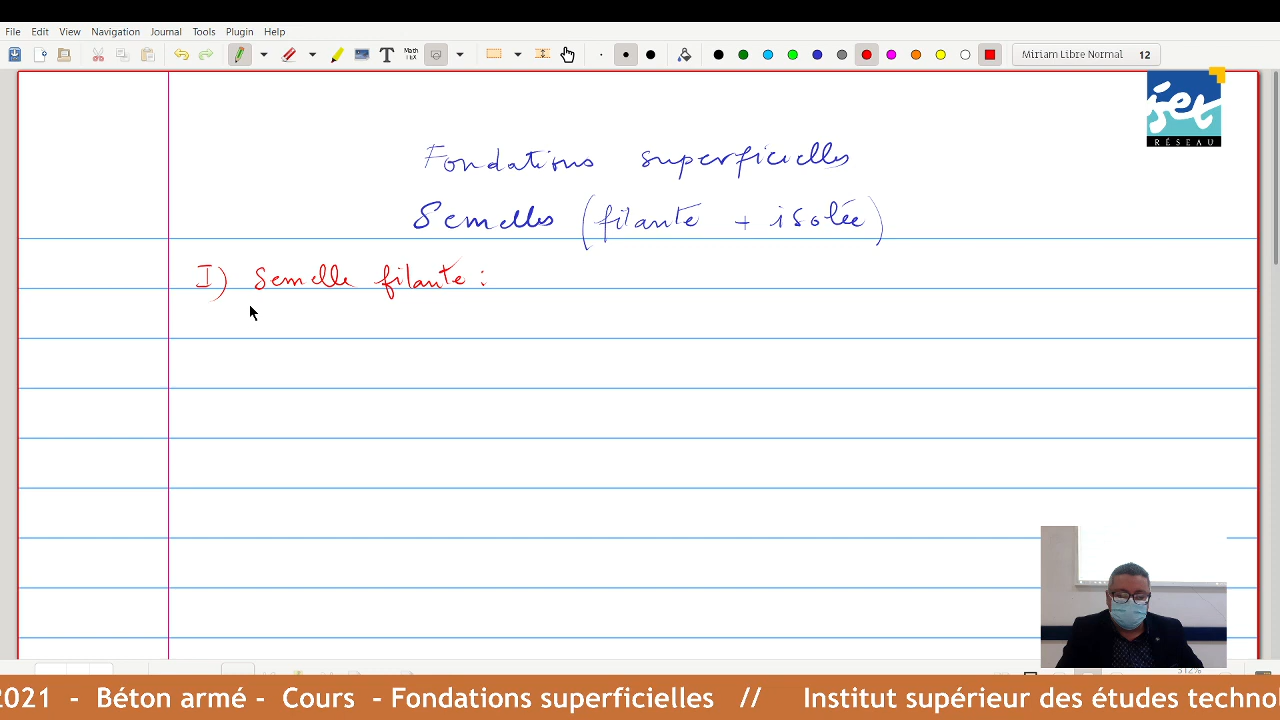 File Edit View Navigation Journal Tools Plugin Help
Miriam Libre Normal 12
iset
RÉSEAU
Fondations superficielles
Semelles (filante + isolée)
I) Semelle filante :
2021 - Béton armé - Cours - Fondations superficielles // Institut supérieur des études techno